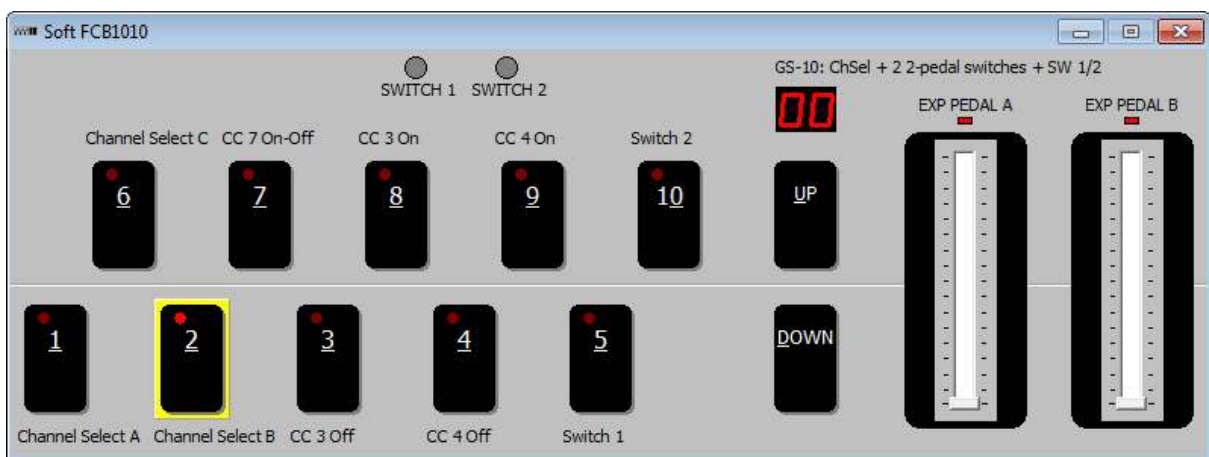 Soft FCB1010
SWITCH 1 SWITCH 2
GS-10: ChSel + 2 2-pedal switches + SW 1/2
00
EXP PEDAL A EXP PEDAL B
Channel Select C CC 7 On-Off CC 3 On CC 4 On Switch 2
6 7 8 9 10 UP
1 2 3 4 5 DOWN
Channel Select A Channel Select B CC 3 Off CC 4 Off Switch 1